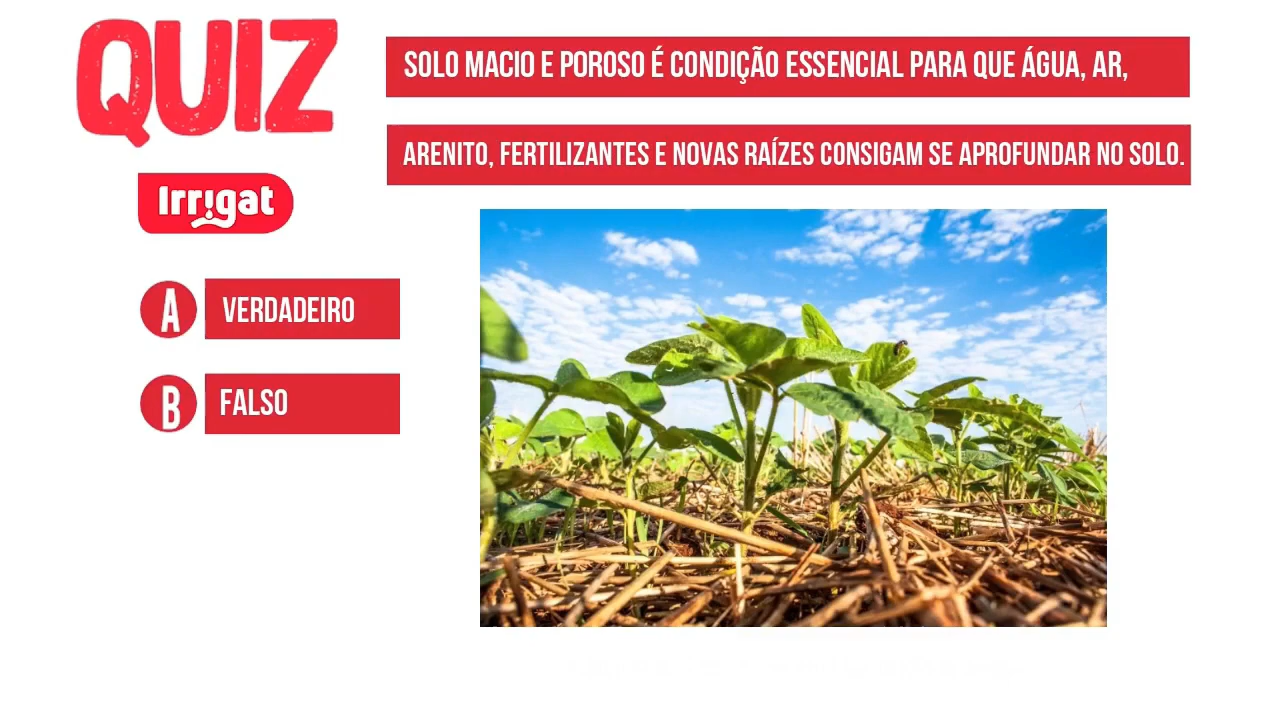 QUIZ
SOLO MACIO E POROSO É CONDIÇÃO ESSENCIAL PARA QUE ÁGUA, AR,
ARENITO, FERTILIZANTES E NOVAS RAÍZES CONSIGAM SE APROFUNDAR NO SOLO.
Irrigat
A VERDADEIRO
B FALSO